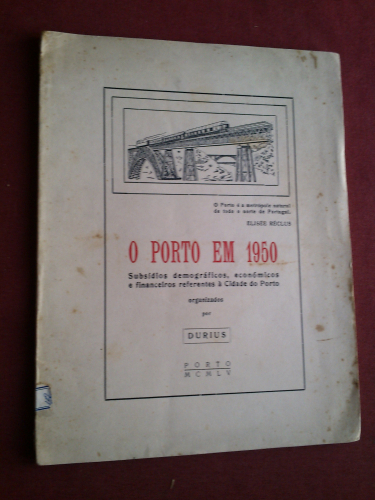 O Porto é a metrópole natural
de todo o norte de Portugal.
ELISÉE RÉCLUS
O PORTO EM 1950
Subsídios demográficos, económicos
e financeiros referentes à Cidade do Porto
organizados
por
DURIUS
PORTO
MCMLV